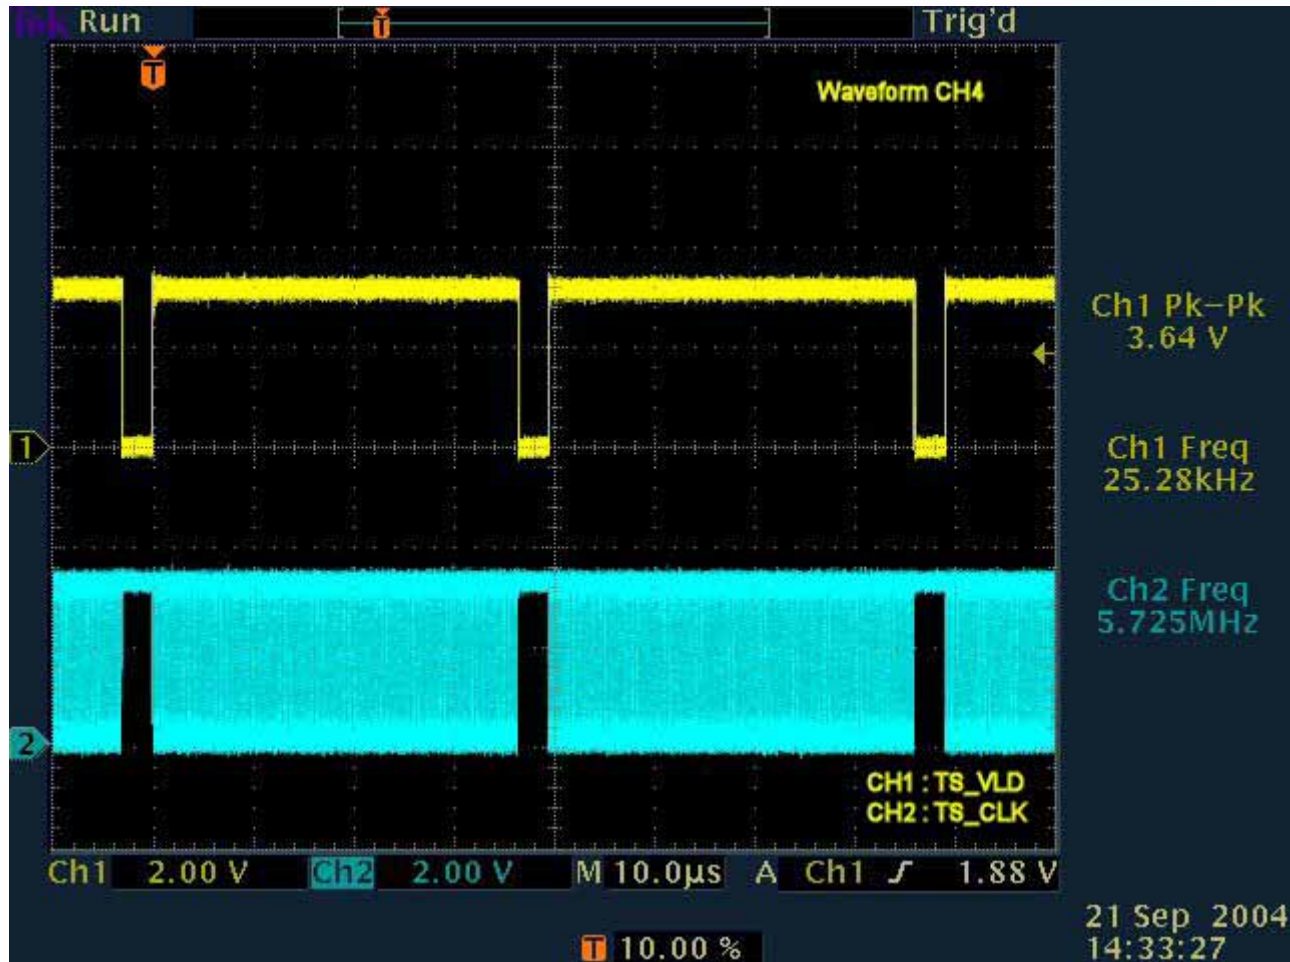 Run Trig'd
T
T
Waveform CH4
Ch1 Pk-Pk
3.64 V
1
Ch1 Freq
25.28kHz
Ch2 Freq
5.725MHz
2
CH1 : TS_VLD
CH2 : TS_CLK
Ch1 2.00 V Ch2 2.00 V M 10.0µs A Ch1 1.88 V
21 Sep 2004
T 10.00 % 14:33:27